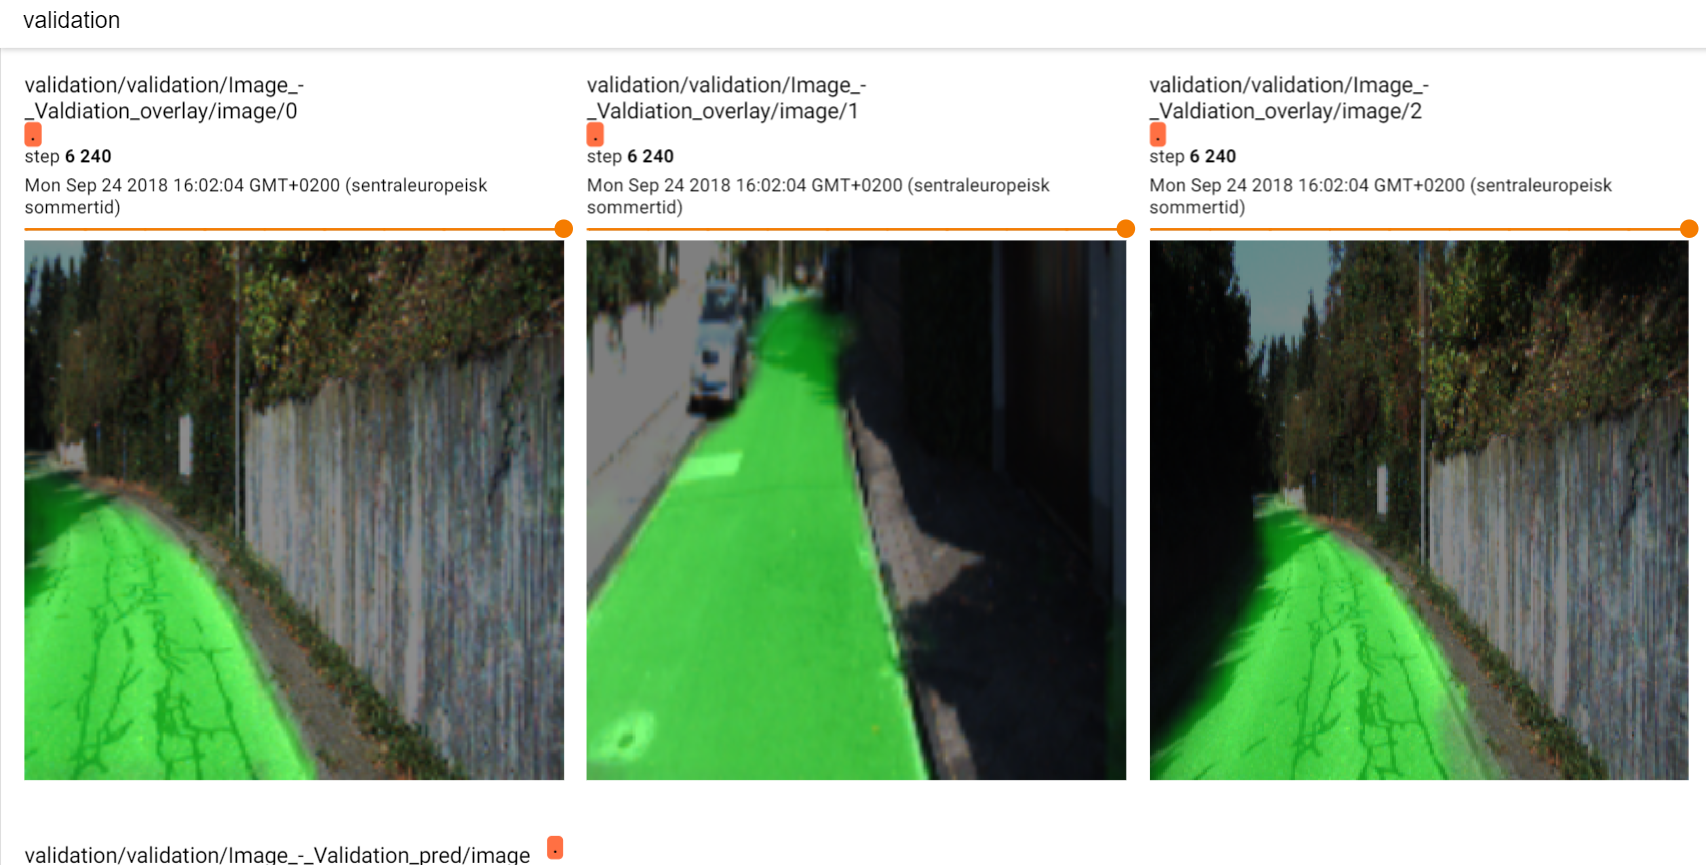 validation
validation/validation/Image_-
_Valdiation_overlay/image/0
.
step 6 240
Mon Sep 24 2018 16:02:04 GMT+0200 (sentraleuropeisk
sommertid)
validation/validation/Image_-
_Valdiation_overlay/image/1
.
step 6 240
Mon Sep 24 2018 16:02:04 GMT+0200 (sentraleuropeisk
sommertid)
validation/validation/Image_-
_Valdiation_overlay/image/2
.
step 6 240
Mon Sep 24 2018 16:02:04 GMT+0200 (sentraleuropeisk
sommertid)
validation/validation/Image_-_Validation_pred/image .